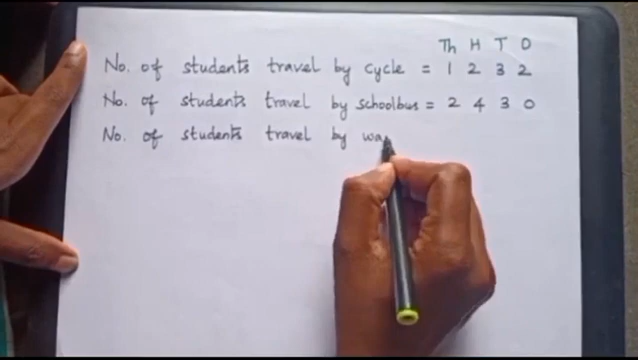 Th H T O
No. of students travel by cycle = 1 2 3 2
No. of students travel by schoolbus = 2 4 3 0
No. of students travel by wa